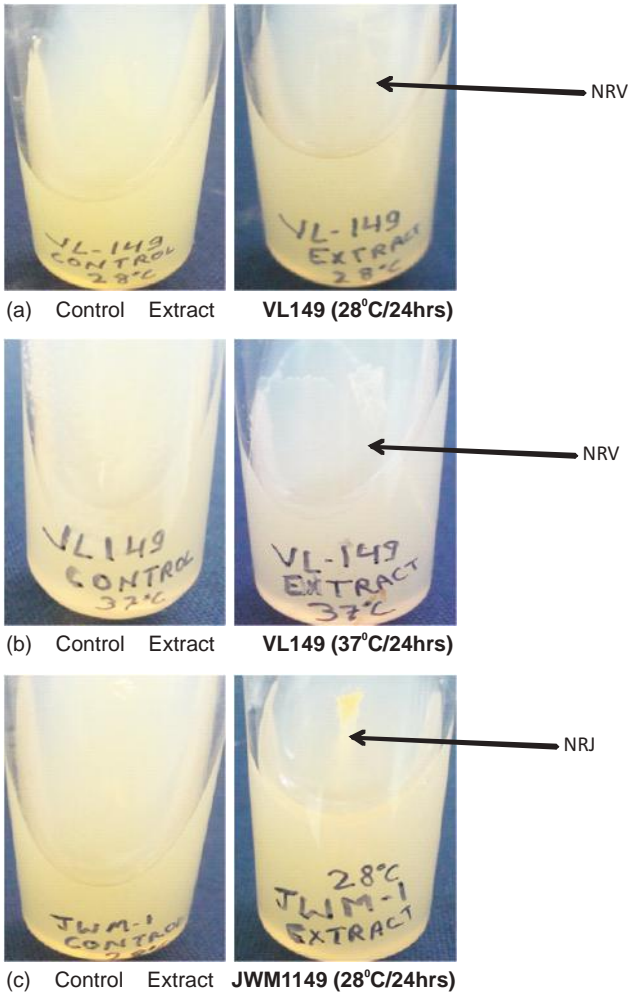 VL-149
CONTROL
28°C
VL-149
EXTRACT
28°C
NRV
(a) Control Extract VL149 (28⁰C/24hrs)
VL149
CONTROL
37°C
VL-149
EXTRACT
37°C
NRV
(b) Control Extract VL149 (37⁰C/24hrs)
JWM-1
CONTROL
28°C
28°C
JWM-1
EXTRACT
NRJ
(c) Control Extract JWM1149 (28⁰C/24hrs)